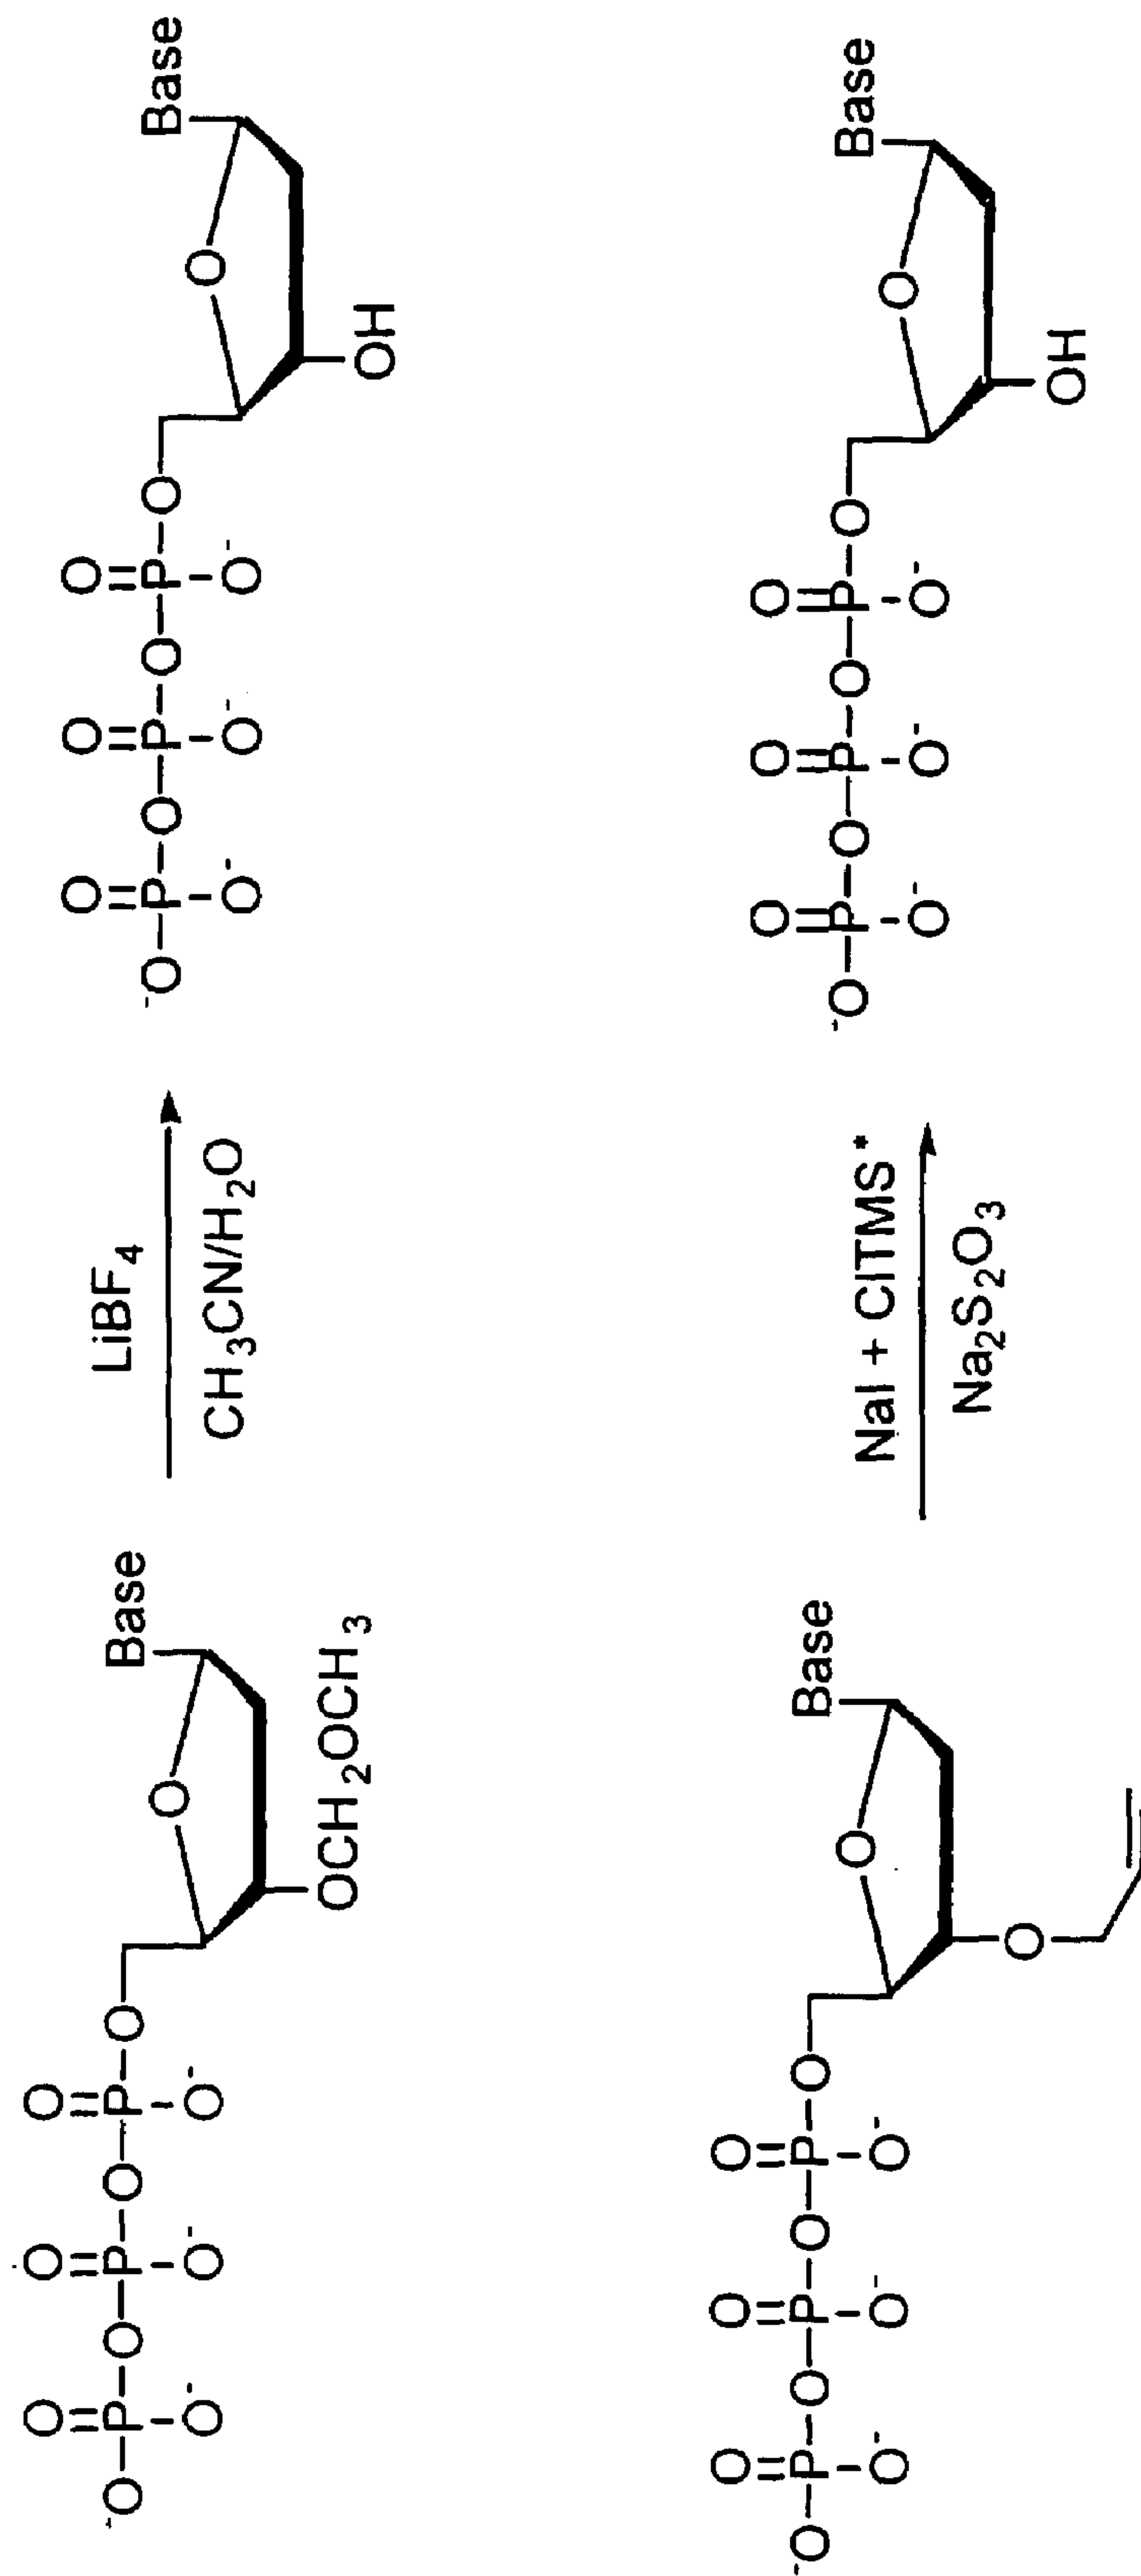 O O O
⁻O P O P O P O
O⁻ O⁻ O⁻
O
Base
OCH₂OCH₃
LiBF₄
CH₃CN/H₂O
O O O
⁻O P O P O P O
O⁻ O⁻ O⁻
O
Base
OH
O O O
⁻O P O P O P O
O⁻ O⁻ O⁻
O
Base
O
NaI + ClTMS*
Na₂S₂O₃
O O O
⁻O P O P O P O
O⁻ O⁻ O⁻
O
Base
OH